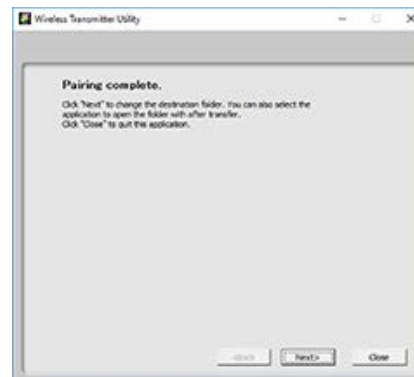 Wireless Transmitter Utility
Pairing complete.
Click "Next" to change the destination folder. You can also select the
application to open the folder with after transfer.
Click "Close" to quit this application.
<Back
Next>
Close